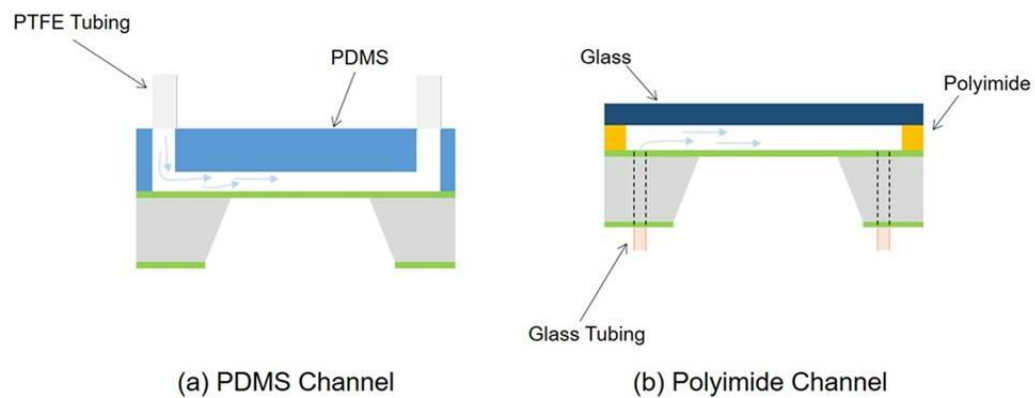 PTFE Tubing
PDMS
Glass
Polyimide
Glass Tubing
(a) PDMS Channel
(b) Polyimide Channel